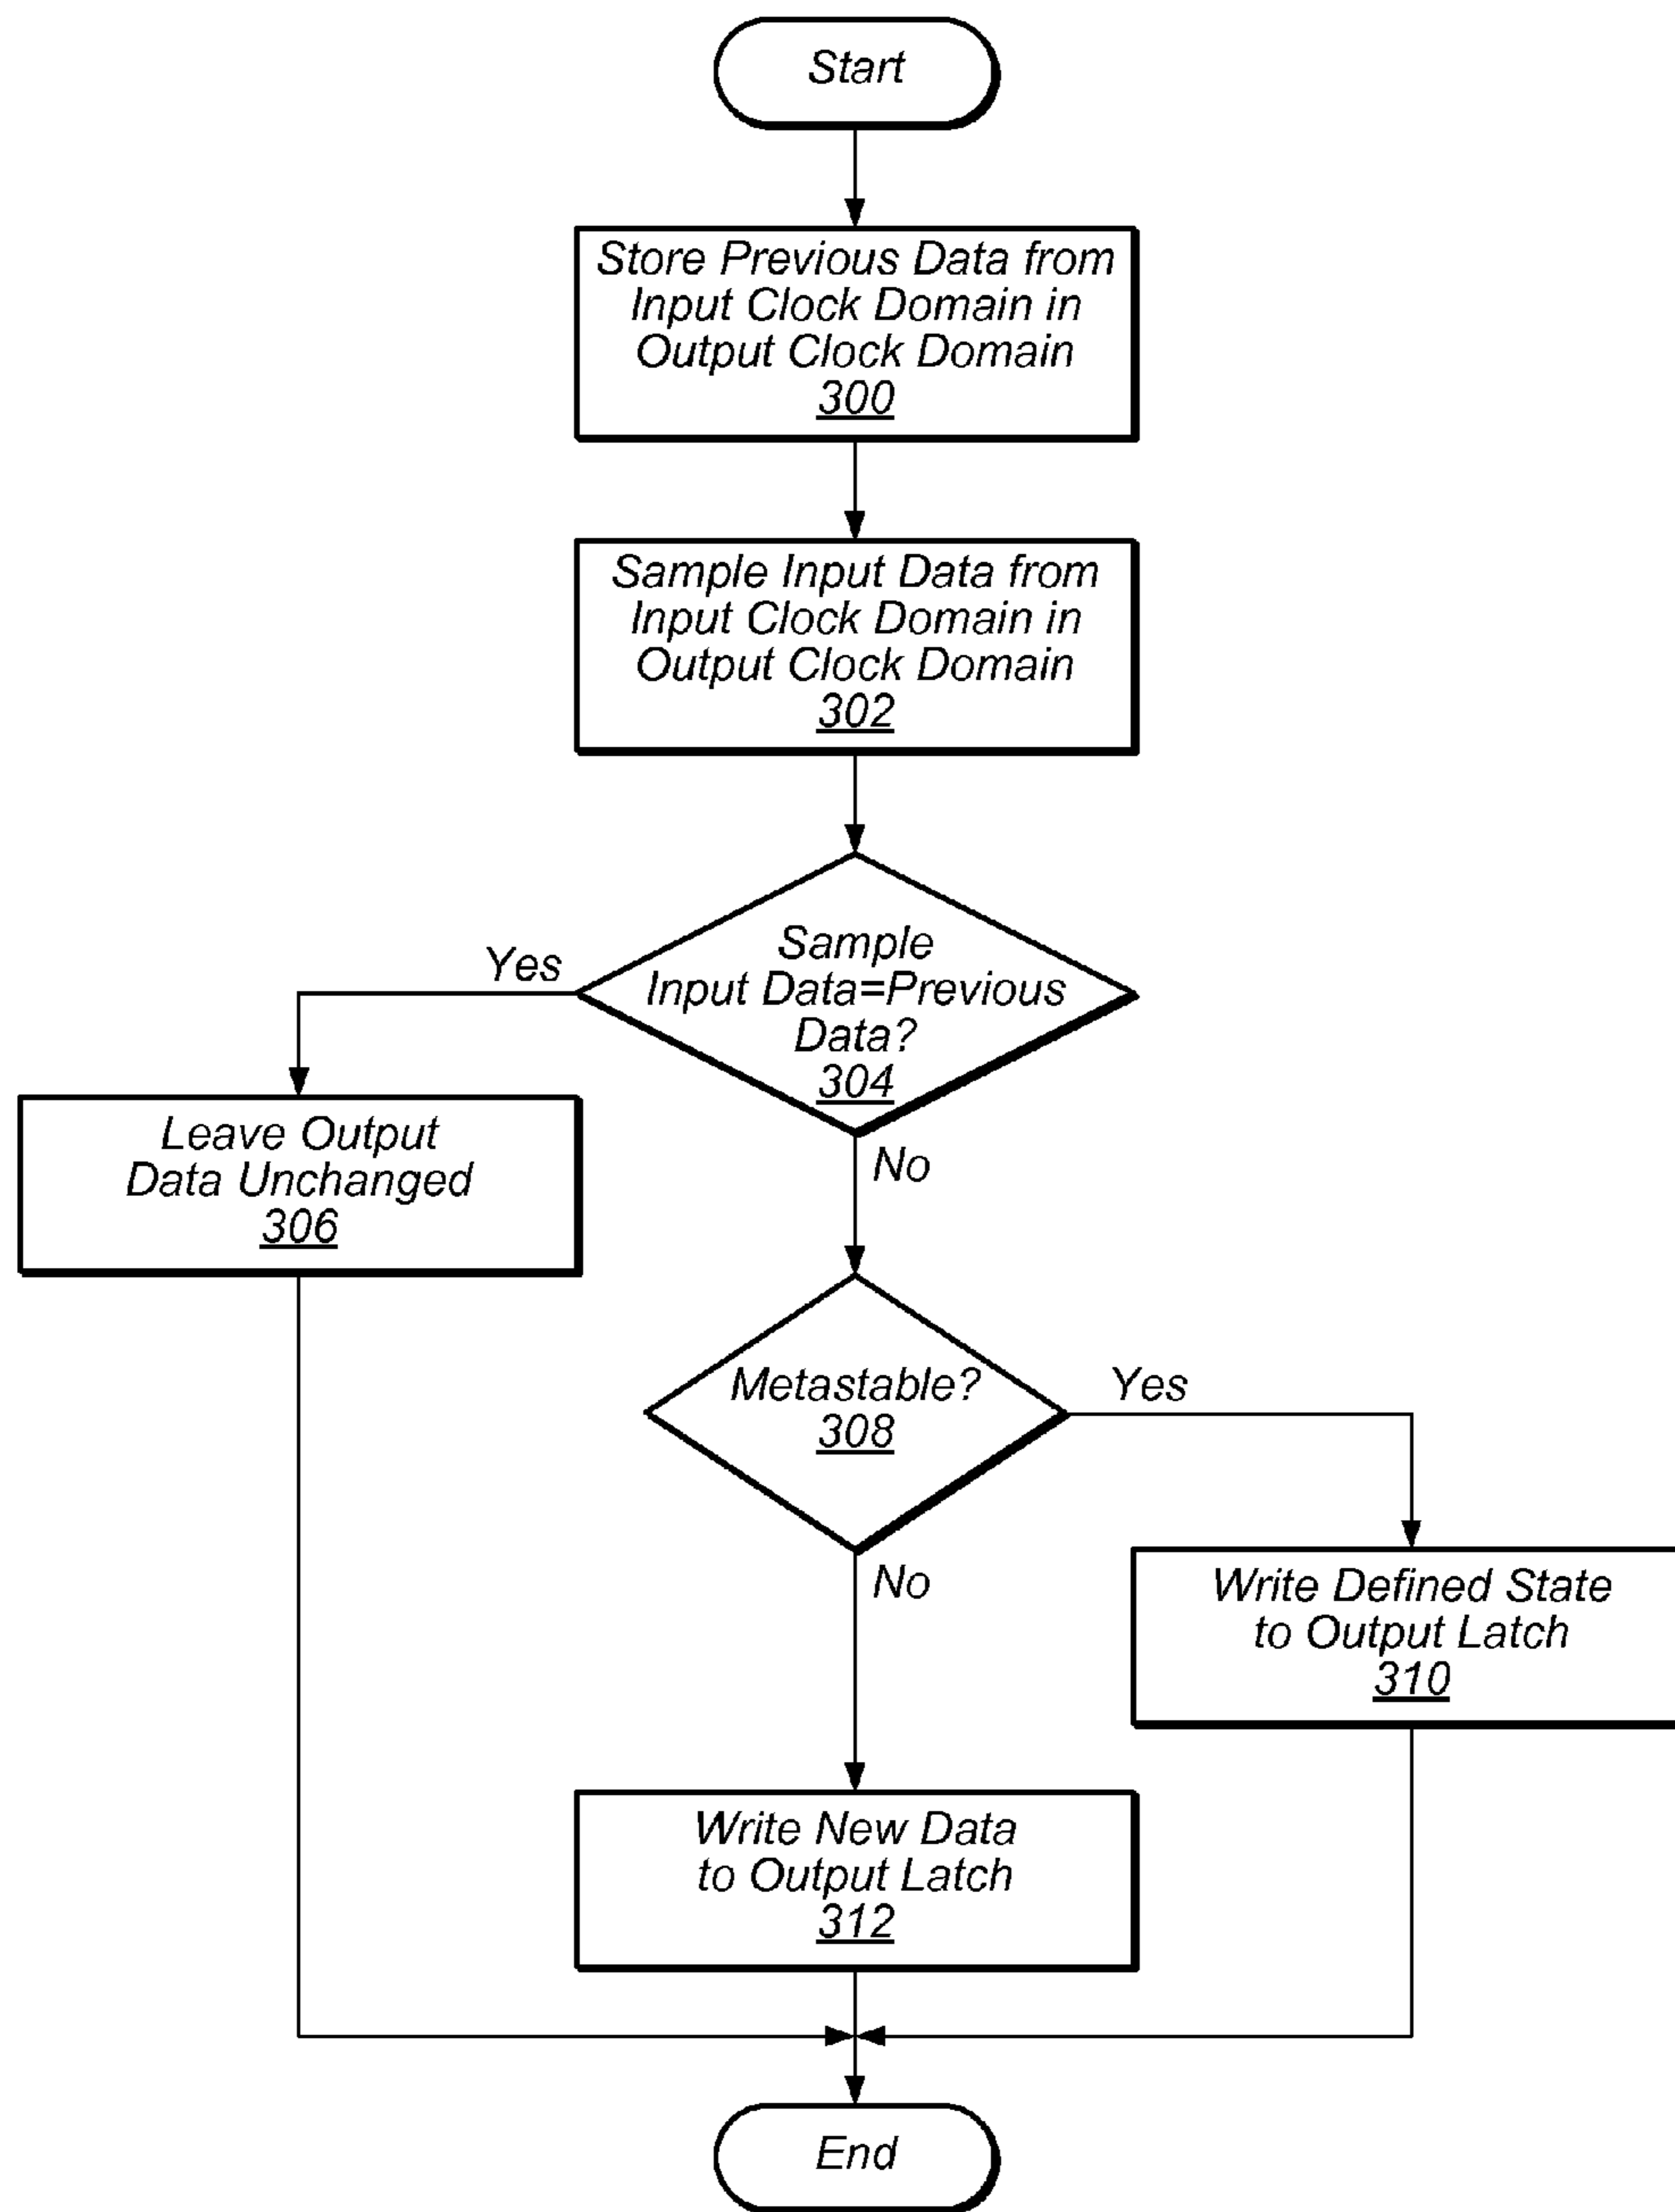 Start
Store Previous Data from
Input Clock Domain in
Output Clock Domain
300
Sample Input Data from
Input Clock Domain in
Output Clock Domain
302
Sample
Input Data=Previous
Data?
304
Yes
No
Leave Output
Data Unchanged
306
Metastable?
308
Yes
No
Write Defined State
to Output Latch
310
Write New Data
to Output Latch
312
End